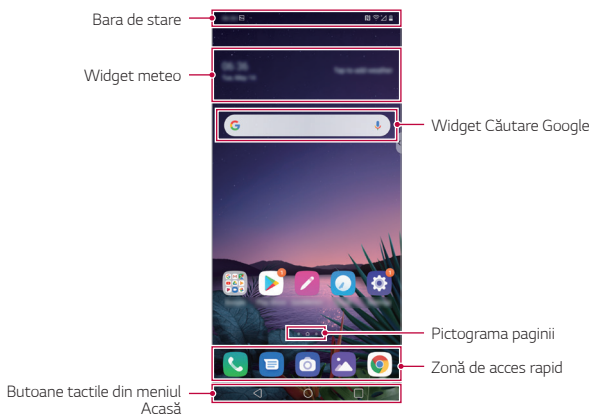 Bara de stare
Widget meteo
Widget Căutare Google
Pictograma paginii
Zonă de acces rapid
Butoane tactile din meniul
Acasă